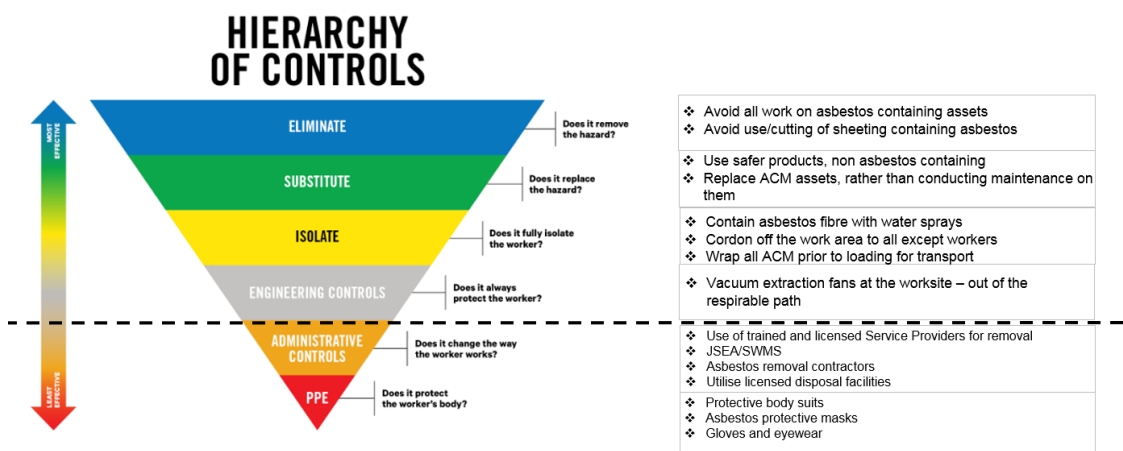 HIERARCHY
OF CONTROLS
MOST
EFFECTIVE
LEAST
EFFECTIVE
ELIMINATE
Does it remove
the hazard?
❖ Avoid all work on asbestos containing assets
❖ Avoid use/cutting of sheeting containing asbestos
SUBSTITUTE
Does it replace
the hazard?
❖ Use safer products, non asbestos containing
❖ Replace ACM assets, rather than conducting maintenance on
them
ISOLATE
Does it fully isolate
the worker?
❖ Contain asbestos fibre with water sprays
❖ Cordon off the work area to all except workers
❖ Wrap all ACM prior to loading for transport
ENGINEERING CONTROLS
Does it always
protect the worker?
❖ Vacuum extraction fans at the worksite – out of the
respirable path
ADMINISTRATIVE
CONTROLS
Does it change the way
the worker works?
❖ Use of trained and licensed Service Providers for removal
❖ JSEA/SWMS
❖ Asbestos removal contractors
❖ Utilise licensed disposal facilities
PPE
Does it protect
the worker's body?
❖ Protective body suits
❖ Asbestos protective masks
❖ Gloves and eyewear